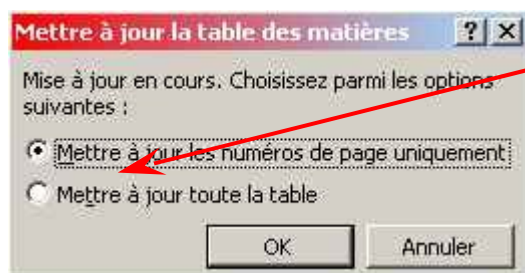 Mettre à jour la table des matières
Mise à jour en cours. Choisissez parmi les options
suivantes :
Mettre à jour les numéros de page uniquement
Mettre à jour toute la table
OK
Annuler